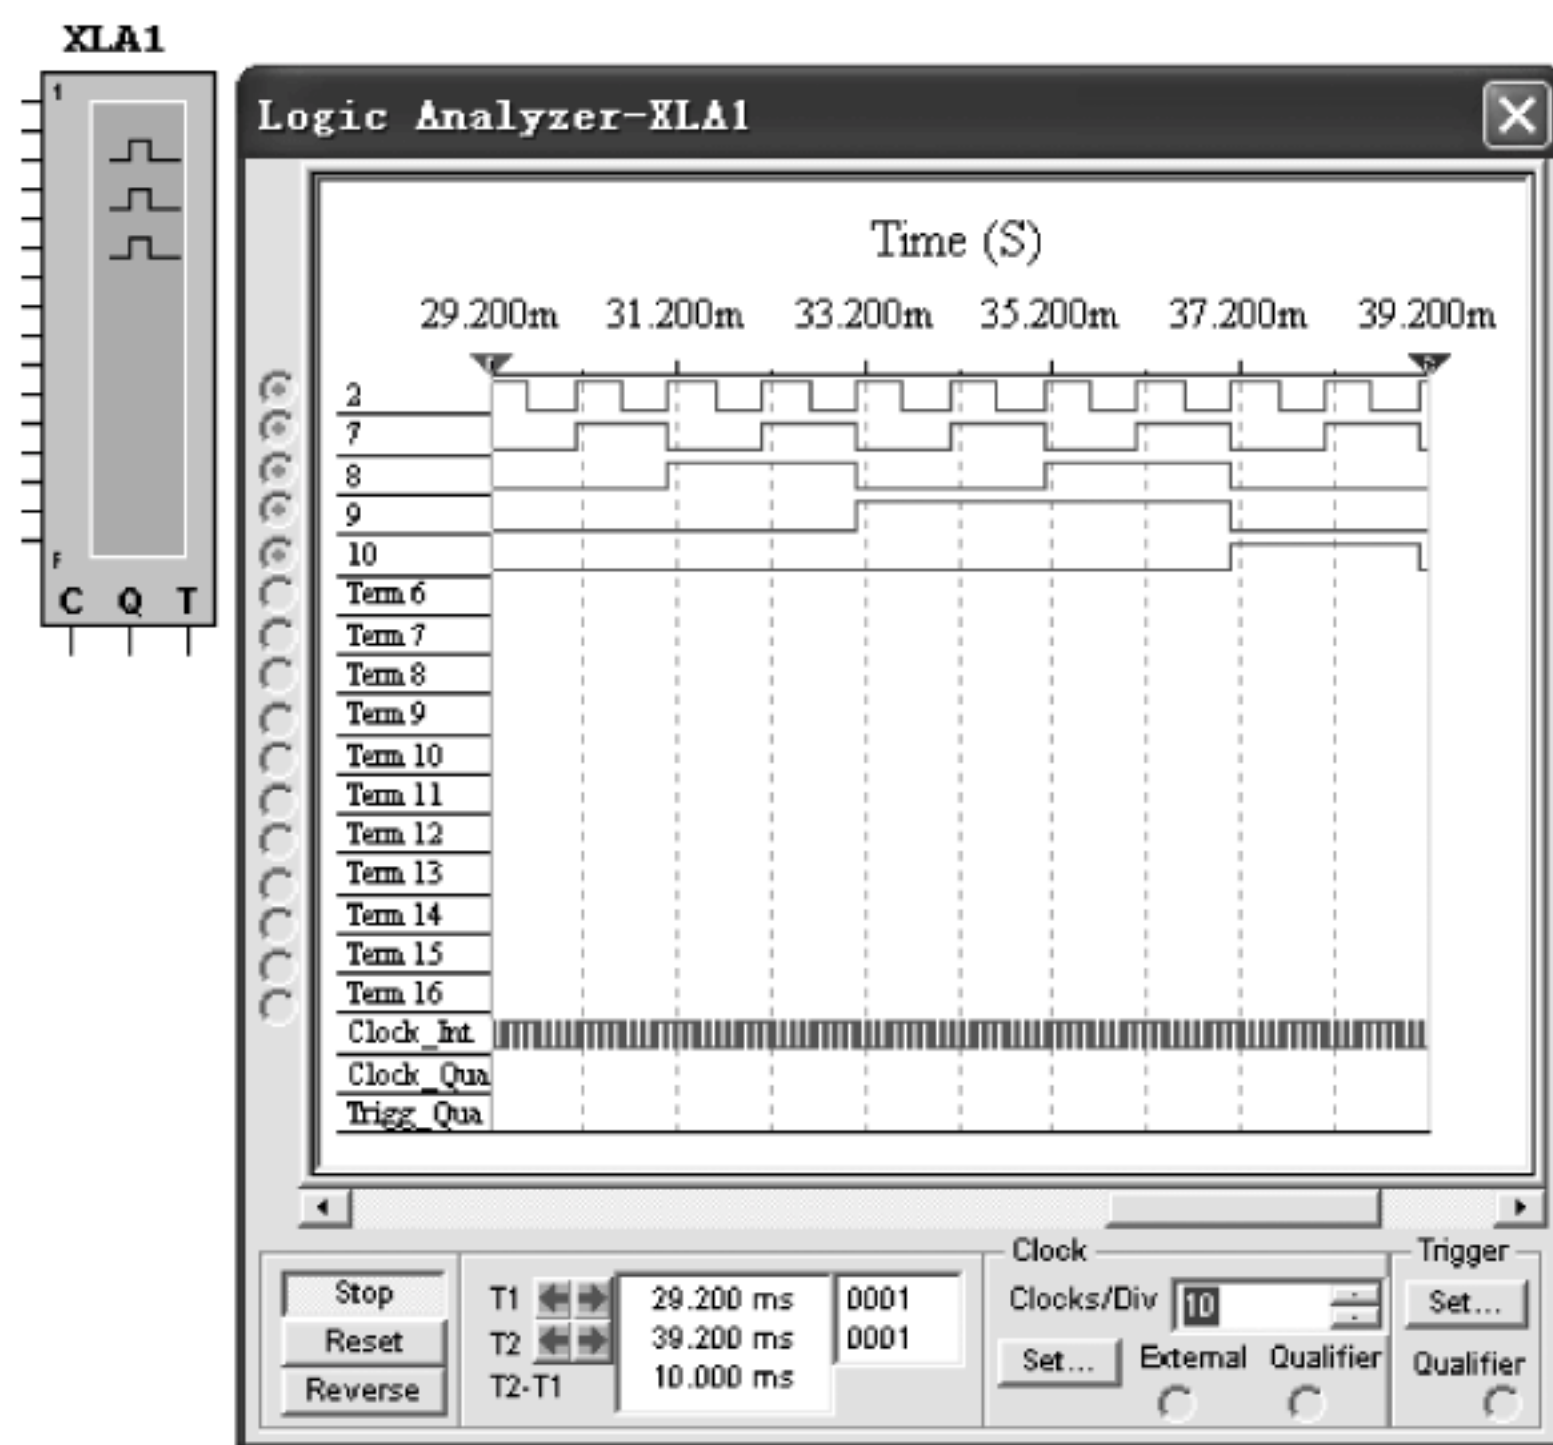 XLA1
1
F
C Q T
Logic Analyzer-XLA1
Time (S)
29.200m 31.200m 33.200m 35.200m 37.200m 39.200m
2
7
8
9
10
Term 6
Term 7
Term 8
Term 9
Term 10
Term 11
Term 12
Term 13
Term 14
Term 15
Term 16
Clock_Int
Clock_Qua
Trigg_Qua
Stop
Reset
Reverse
T1 29.200 ms 0001
T2 39.200 ms 0001
T2-T1 10.000 ms
Clock
Clocks/Div 10
Set... External Qualifier
Trigger
Set...
Qualifier